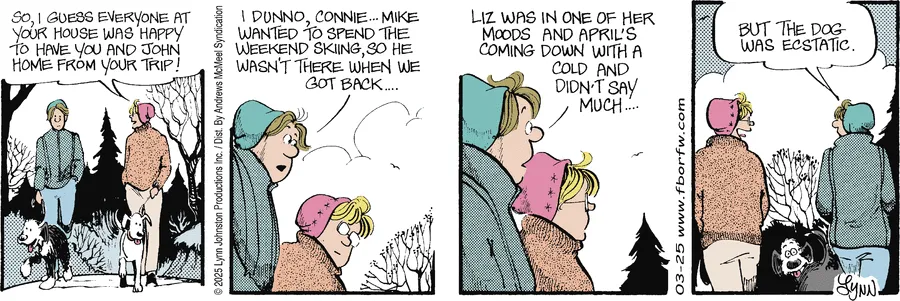 SO, I GUESS EVERYONE AT
YOUR HOUSE WAS HAPPY
TO HAVE YOU AND JOHN
HOME FROM YOUR TRIP!
© 2025 Lynn Johnston Productions Inc. / Dist. By Andrews McMeel Syndication
I DUNNO, CONNIE... MIKE
WANTED TO SPEND THE
WEEKEND SKIING, SO HE
WASN'T THERE WHEN WE
GOT BACK....
LIZ WAS IN ONE OF HER
MOODS AND APRIL'S
COMING DOWN WITH A
COLD AND
DIDN'T SAY
MUCH....
03-25 www.fborfw.com
BUT THE DOG
WAS ECSTATIC.
LYNN